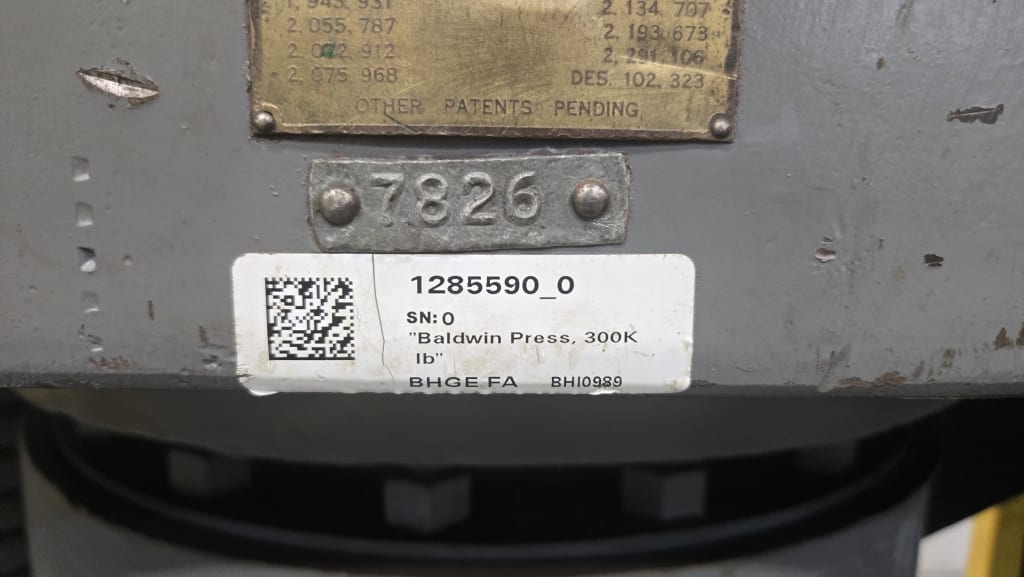 1,943,931 2,134,707
2,055,787 2,193,673
2,072,912 2,291,106
2,075,968 DES. 102,323
OTHER PATENTS PENDING
7826
1285590_0
SN: 0
"Baldwin Press, 300K
lb"
BHGE FA BHI0989